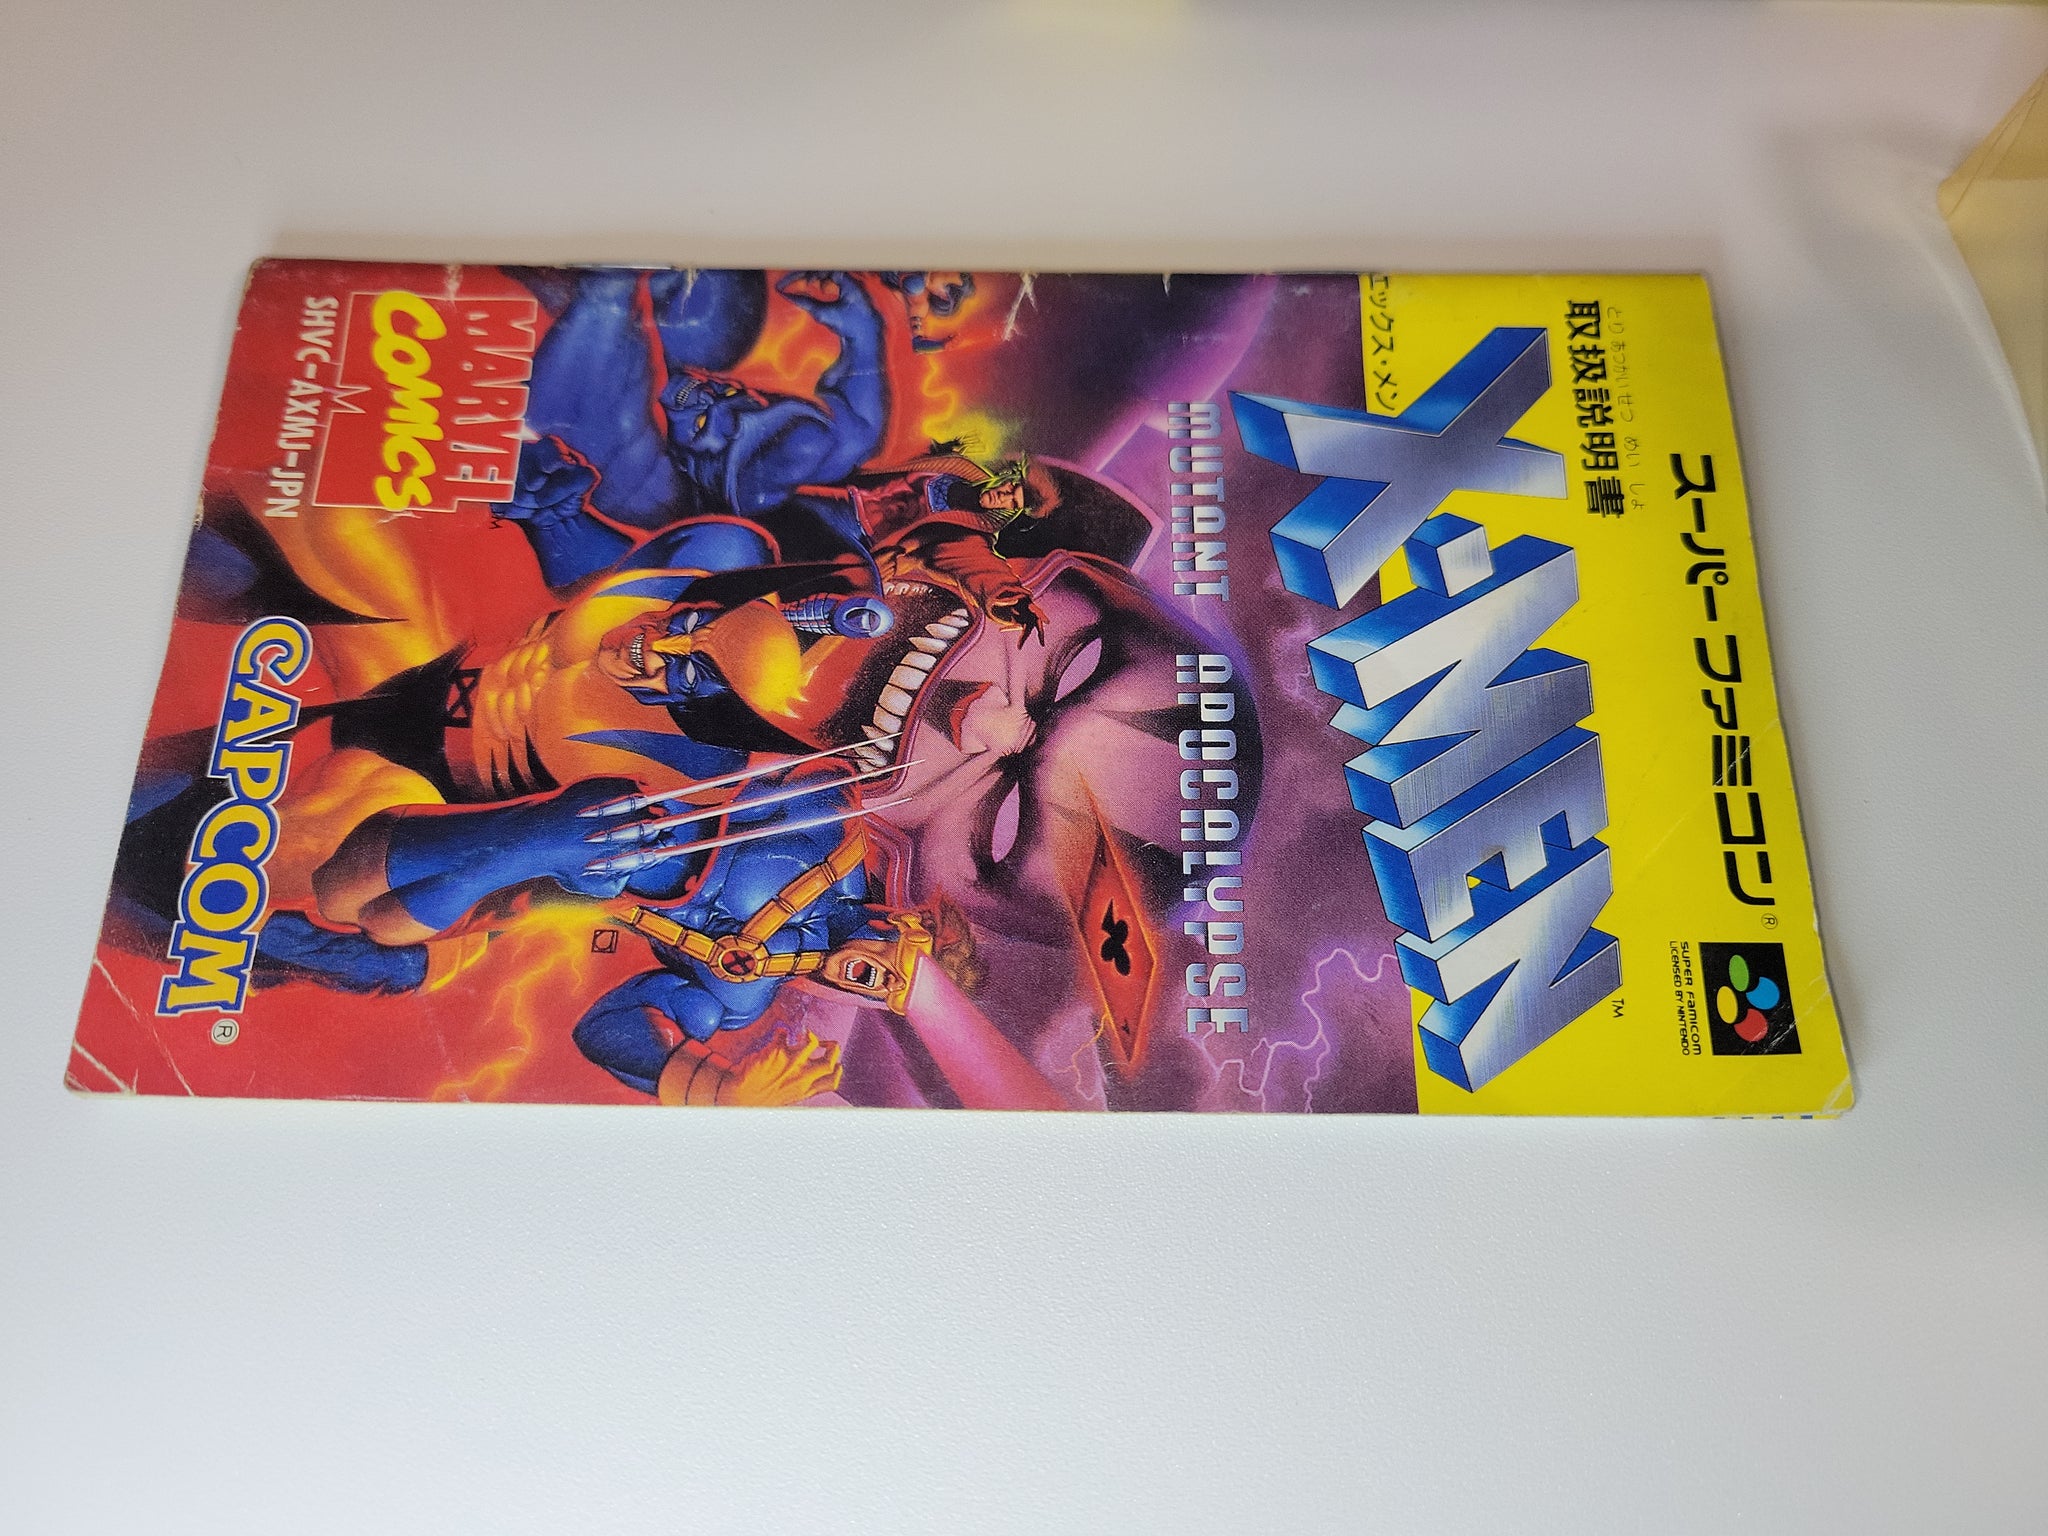 スーパーファミコン®
SUPER FAMICOM
LICENSED BY NINTENDO
とりあつかいせつめいしょ
取扱説明書
X-MEN™
エックス・メン
MUTANT APOCALYPSE
MARVEL
COMICS™
SHVC-AXMJ-JPN
CAPCOM®